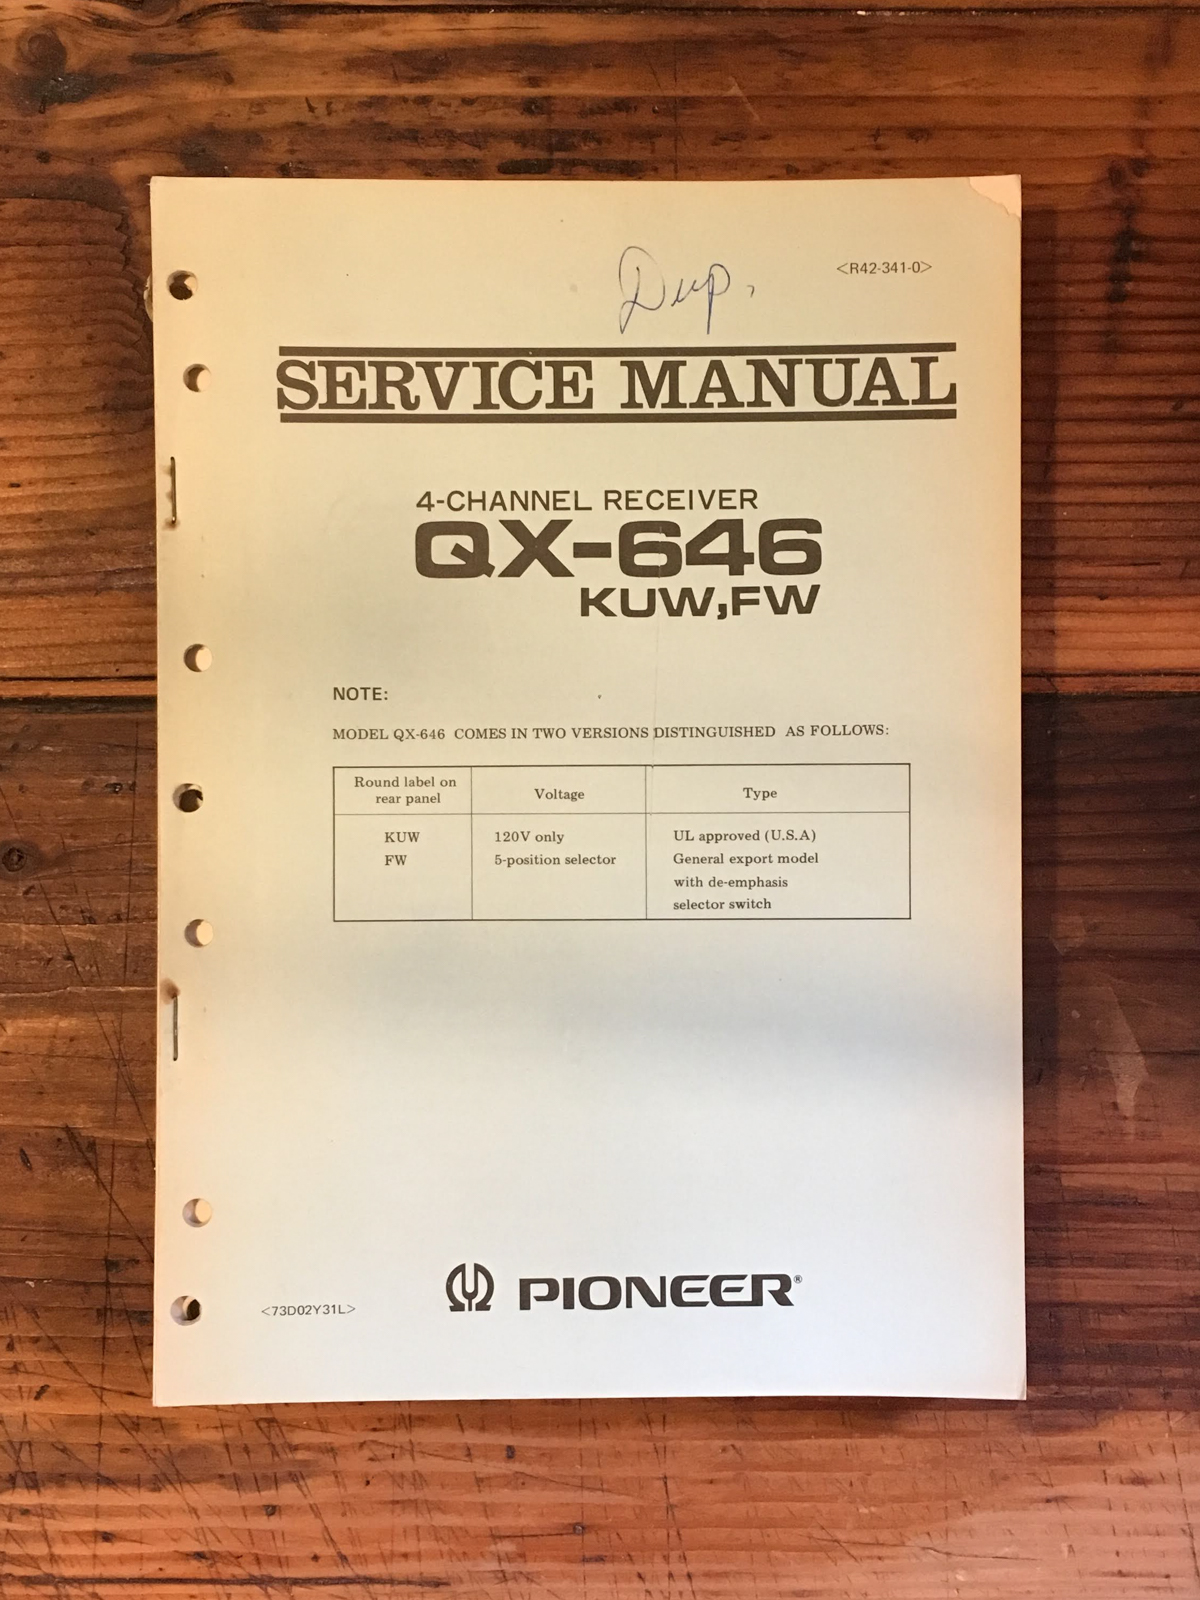 Dup.
<R42-341-0>
SERVICE MANUAL
4-CHANNEL RECEIVER
QX-646
KUW,FW
NOTE:
MODEL QX-646 COMES IN TWO VERSIONS DISTINGUISHED AS FOLLOWS:
Round label on
rear panel
Voltage
Type
KUW 120V only UL approved (U.S.A)
FW 5-position selector General export model
with de-emphasis
selector switch
PIONEER®
<73D02Y31L>